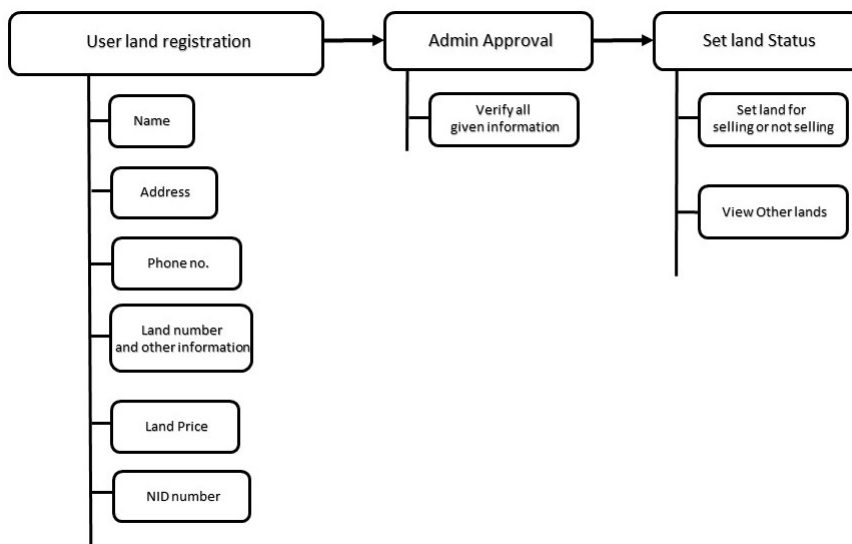 User land registration
Admin Approval
Set land Status
Name
Address
Phone no.
Land number
and other information
Land Price
NID number
Verify all
given information
Set land for
selling or not selling
View Other lands